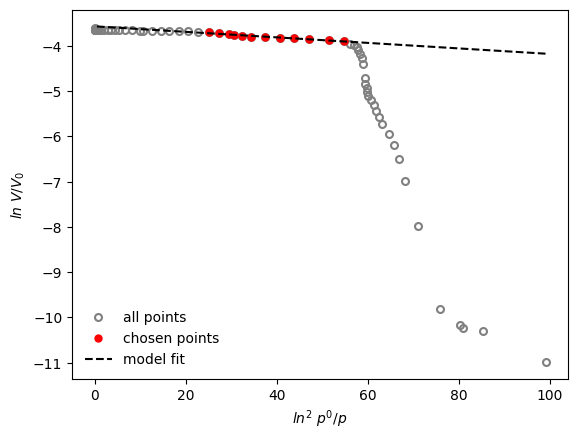 −4
−5
−6
−7
−8
−9
−10
−11
ln V/V₀
all points
chosen points
model fit
0 20 40 60 80 100
ln² p⁰/p